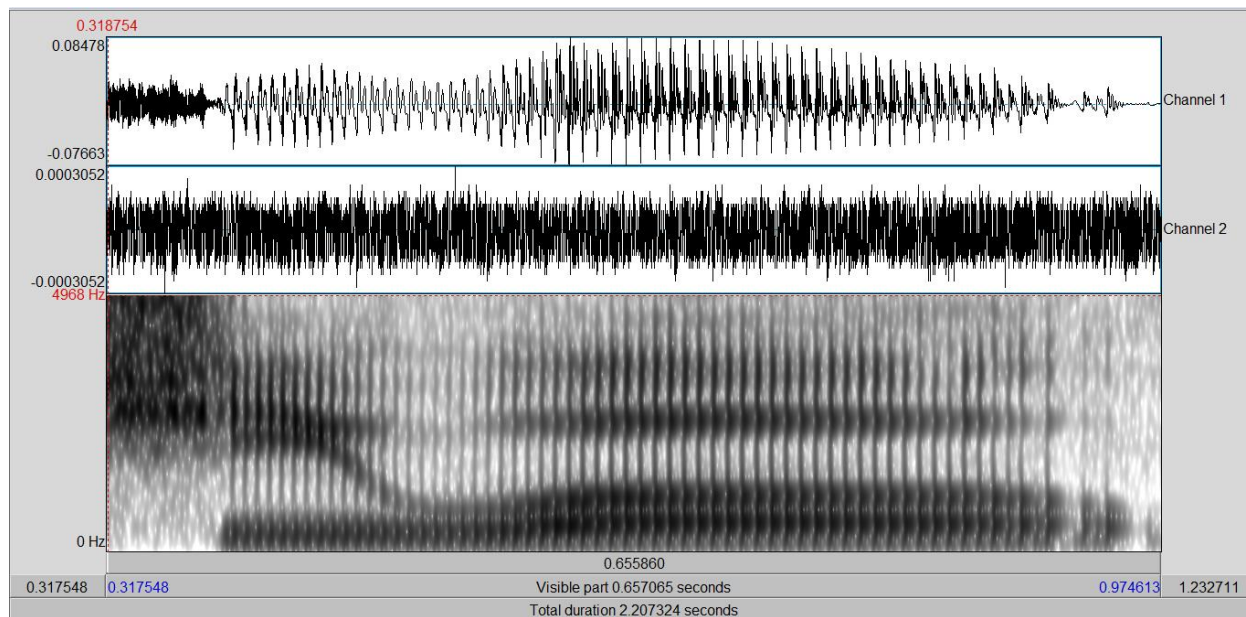 0.318754
0.08478
Channel 1
-0.07663
0.0003052
Channel 2
-0.0003052
4968 Hz
0 Hz
0.655860
0.317548 0.317548 Visible part 0.657065 seconds 0.974613 1.232711
Total duration 2.207324 seconds